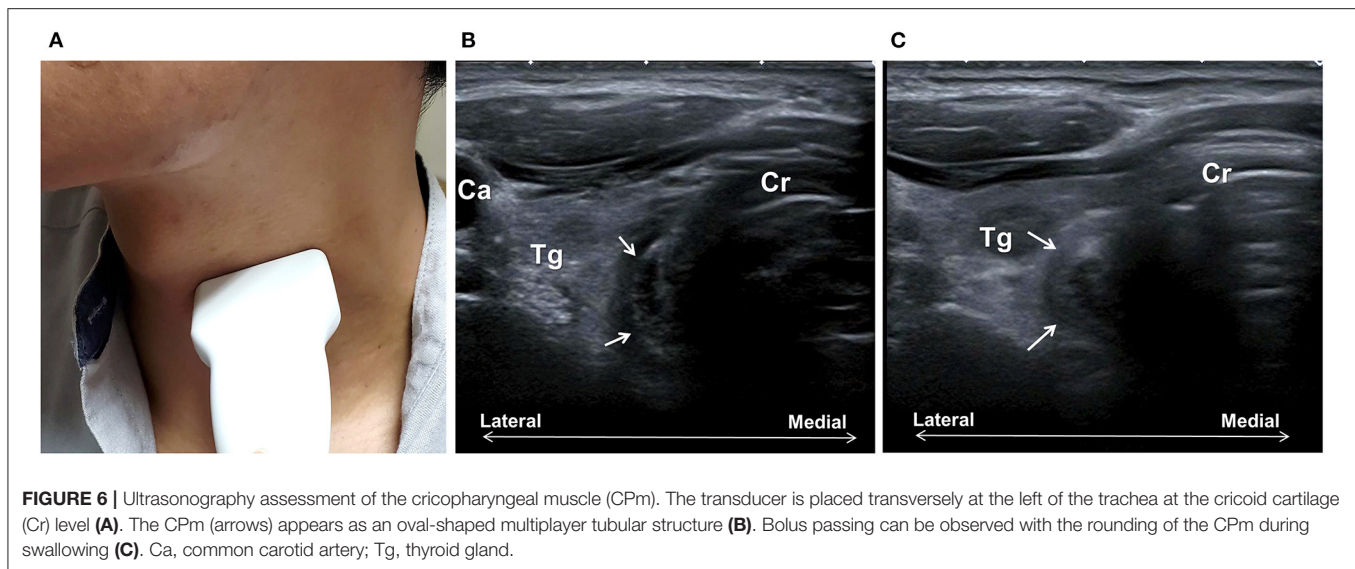 A
B
C
Ca
Cr
Tg
Lateral
Medial
Cr
Tg
Lateral
Medial
FIGURE 6 | Ultrasonography assessment of the cricopharyngeal muscle (CPm). The transducer is placed transversely at the left of the trachea at the cricoid cartilage
(Cr) level (A). The CPm (arrows) appears as an oval-shaped multiplayer tubular structure (B). Bolus passing can be observed with the rounding of the CPm during
swallowing (C). Ca, common carotid artery; Tg, thyroid gland.